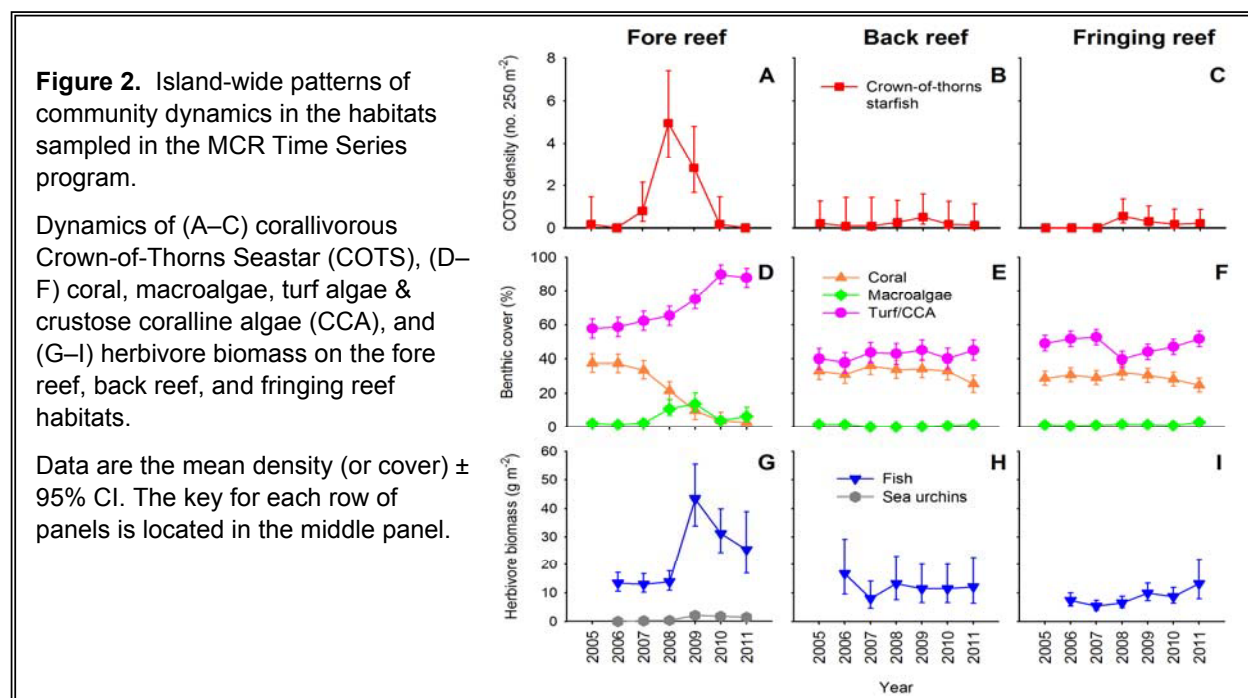 Figure 2. Island-wide patterns of
community dynamics in the habitats
sampled in the MCR Time Series
program.
Dynamics of (A–C) corallivorous
Crown-of-Thorns Seastar (COTS), (D–
F) coral, macroalgae, turf algae &
crustose coralline algae (CCA), and
(G–I) herbivore biomass on the fore
reef, back reef, and fringing reef
habitats.
Data are the mean density (or cover) ±
95% CI. The key for each row of
panels is located in the middle panel.
Fore reef
Back reef
Fringing reef
COTS density (no. 250 m⁻²)
8
6
4
2
0
A
B
Crown-of-thorns
starfish
C
Benthic cover (%)
100
80
60
40
20
0
D
E
Coral
Macroalgae
Turf/CCA
F
Herbivore biomass (g m⁻²)
60
50
40
30
20
10
0
G
H
Fish
Sea urchins
I
2005
2006
2007
2008
2009
2010
2011
2005
2006
2007
2008
2009
2010
2011
2005
2006
2007
2008
2009
2010
2011
Year